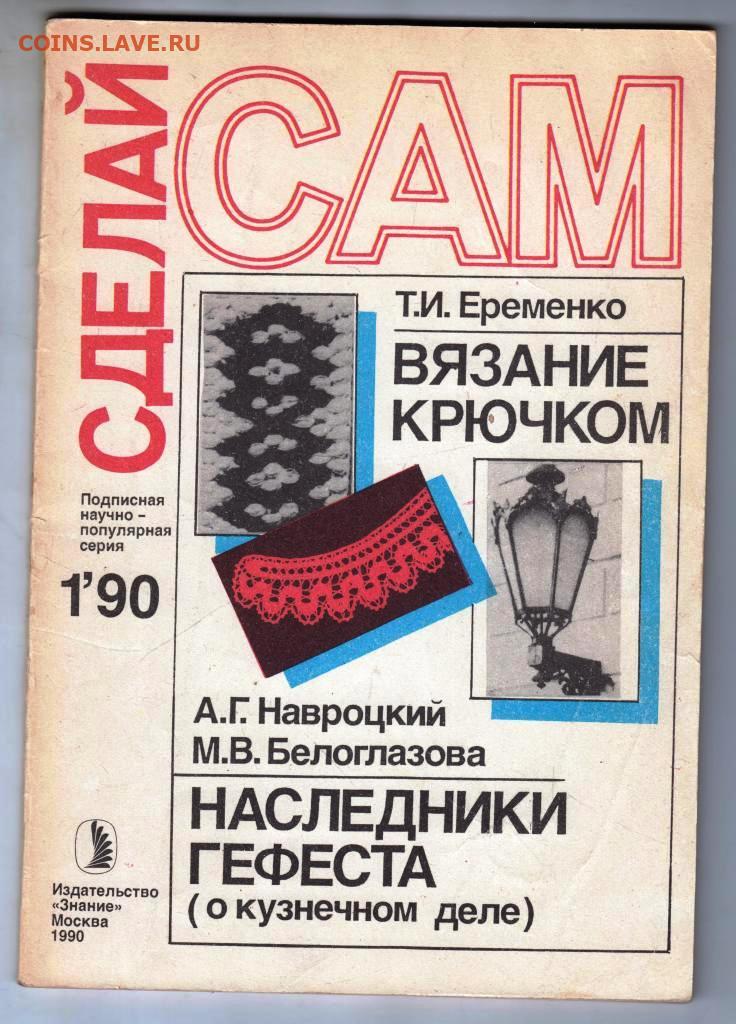 COINS.LAVE.RU
СДЕЛАЙ
САМ
Т.И. Еременко
ВЯЗАНИЕ
КРЮЧКОМ
Подписная
научно –
популярная
серия
1'90
А.Г. Навроцкий
М.В. Белоглазова
НАСЛЕДНИКИ
ГЕФЕСТА
(о кузнечном деле)
Издательство
«Знание»
Москва
1990